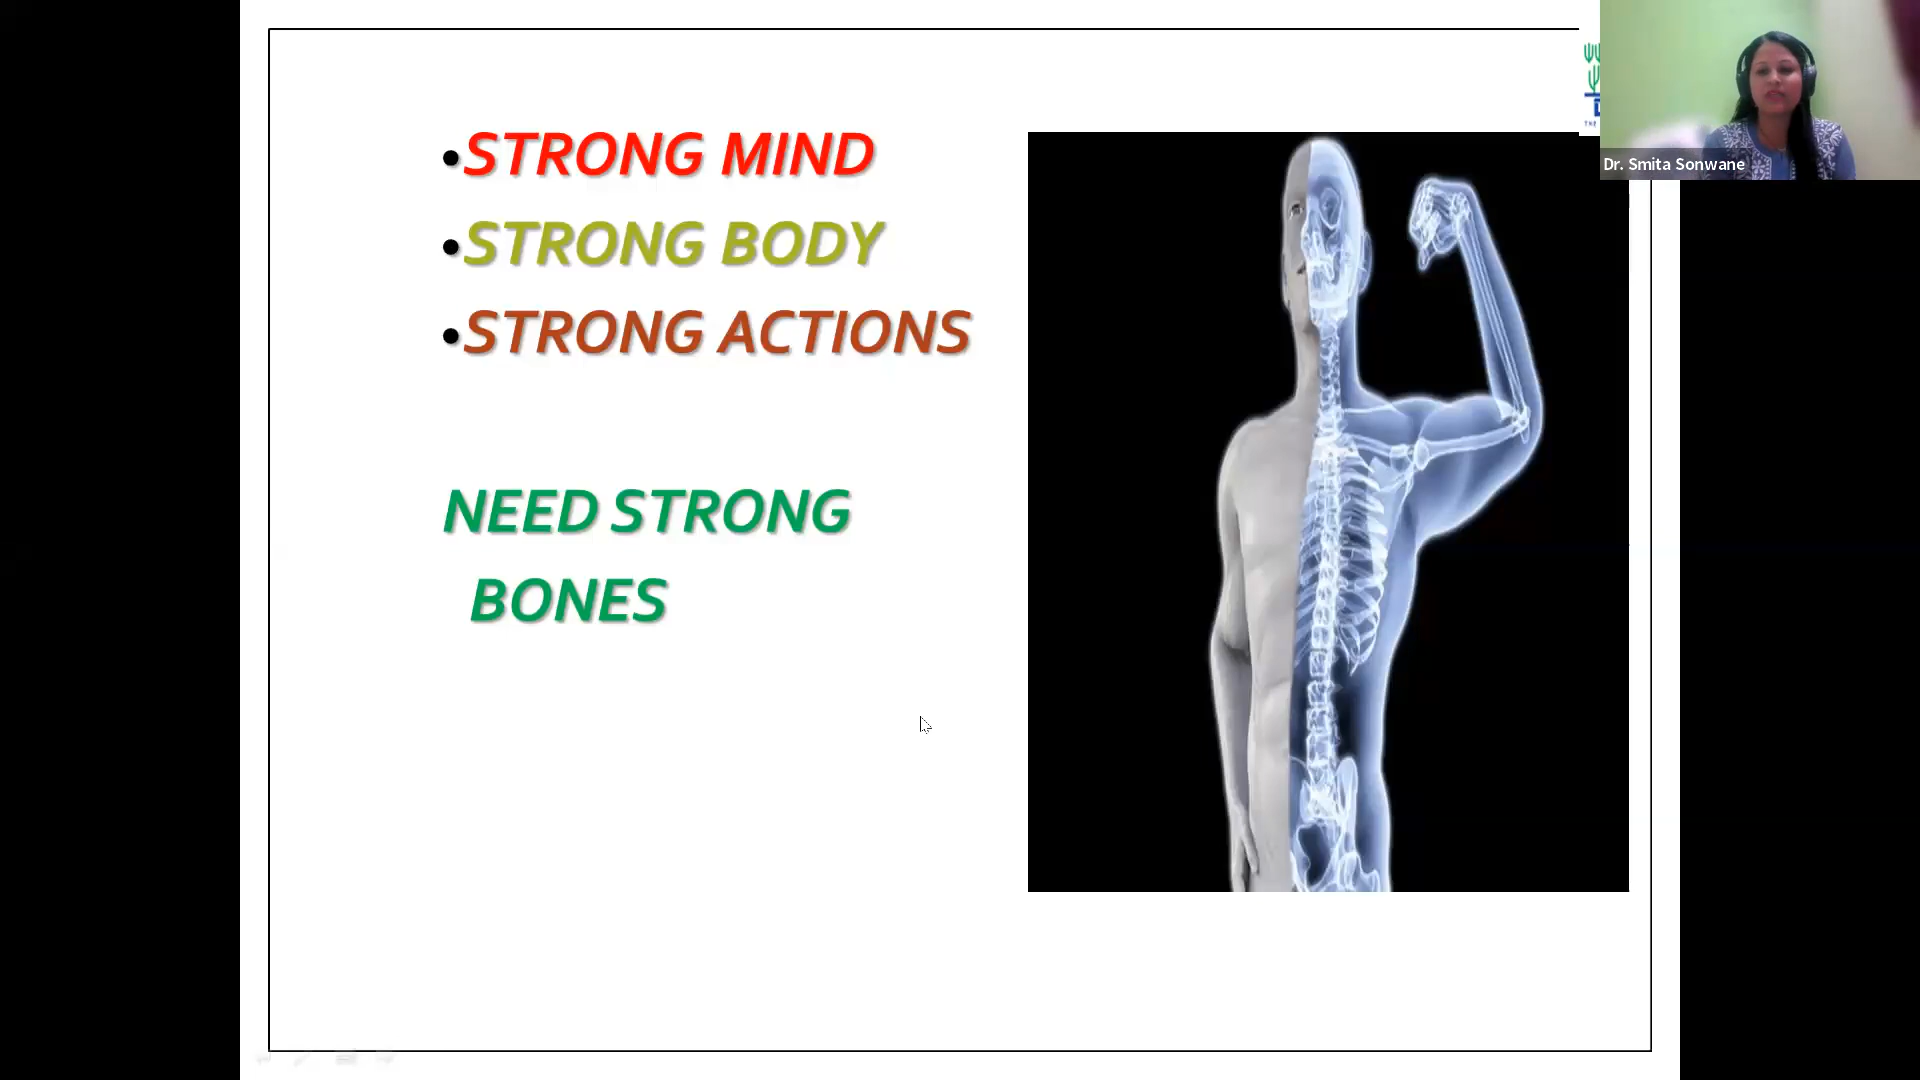 •STRONG MIND
•STRONG BODY
•STRONG ACTIONS
NEED STRONG
BONES
Dr. Smita Sonwane